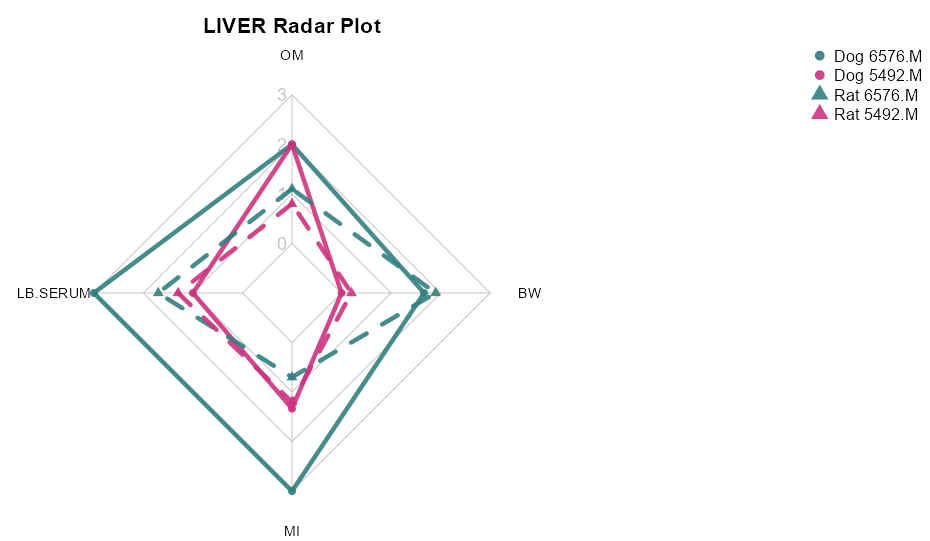 LIVER Radar Plot
OM
3
2
1
0
LB.SERUM
BW
MI
Dog 6576.M
Dog 5492.M
Rat 6576.M
Rat 5492.M